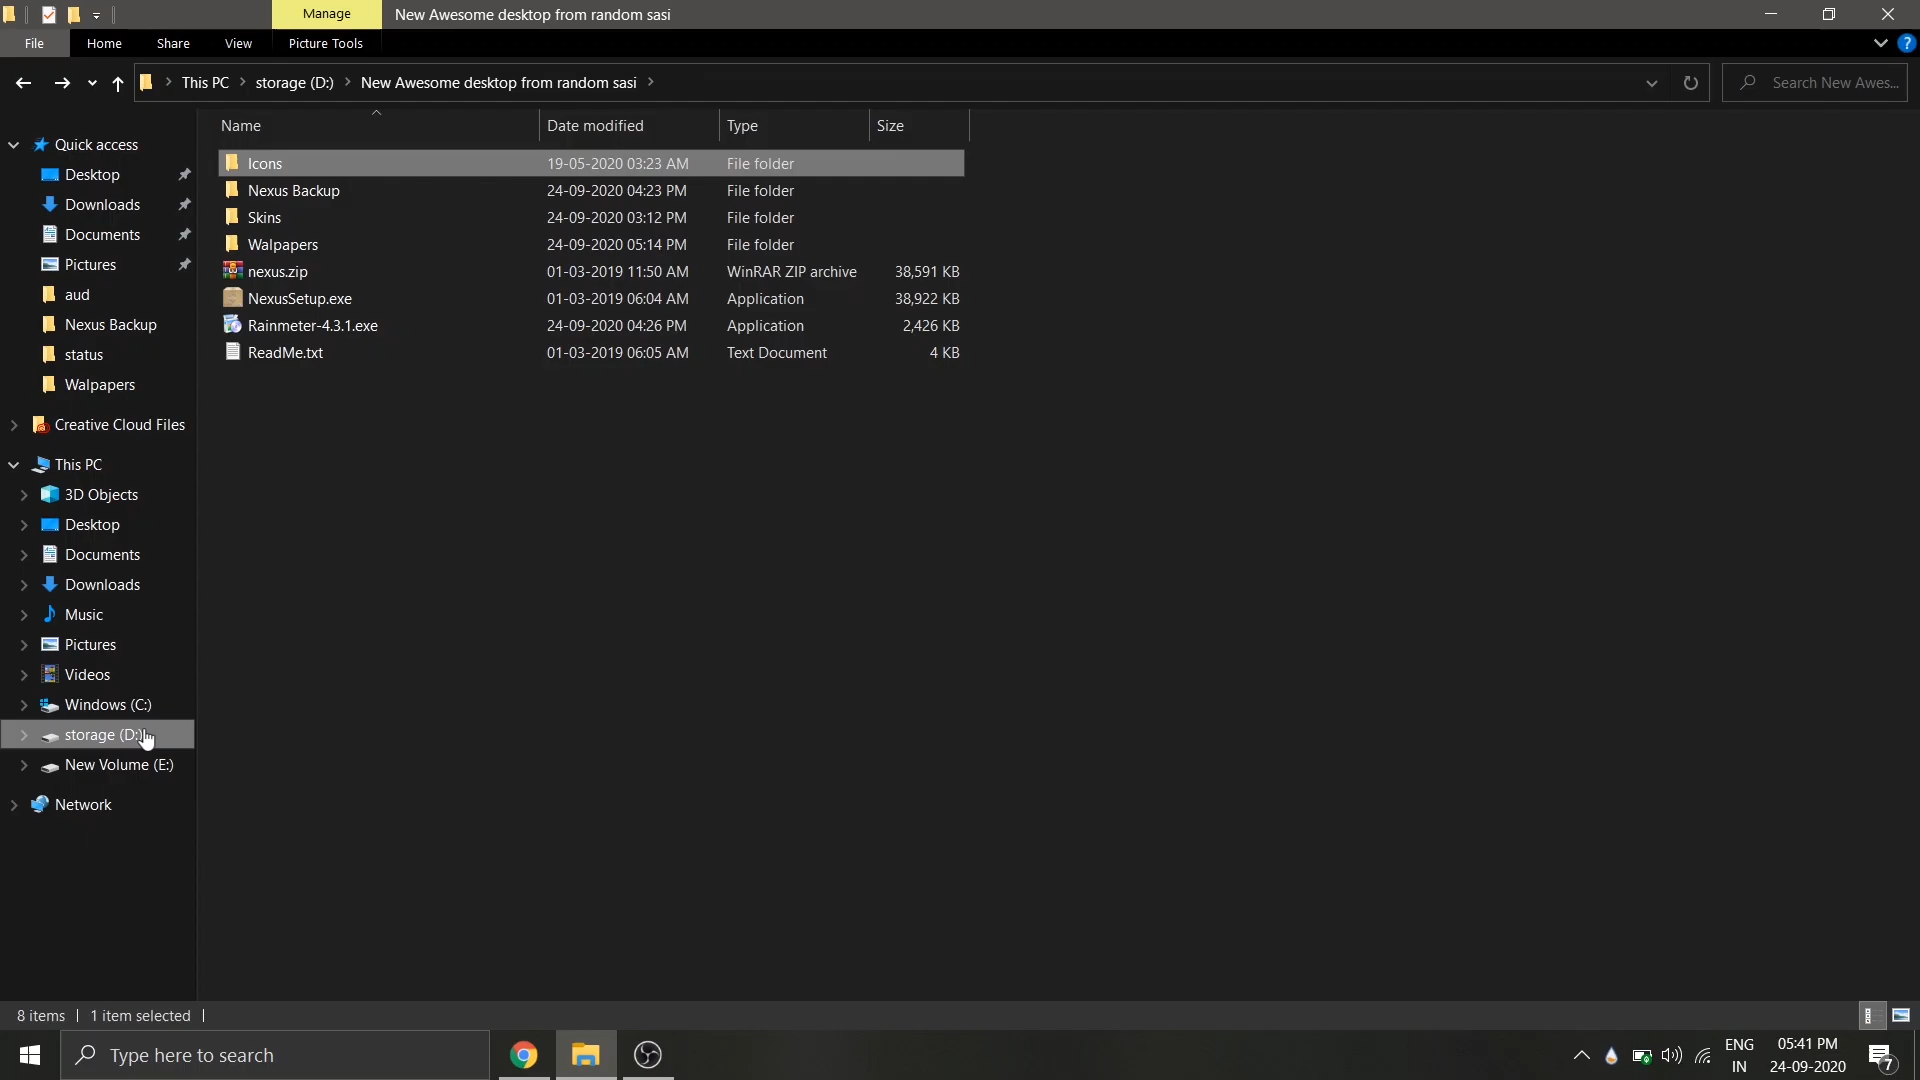 Manage New Awesome desktop from random sasi
File Home Share View Picture Tools
This PC storage (D:) New Awesome desktop from random sasi Search New Awes...
Name Date modified Type Size
Quick access
Desktop
Downloads
Documents
Pictures
aud
Nexus Backup
status
Walpapers
Creative Cloud Files
This PC
3D Objects
Desktop
Documents
Downloads
Music
Pictures
Videos
Windows (C:)
storage (D:)
New Volume (E:)
Network
Icons 19-05-2020 03:23 AM File folder
Nexus Backup 24-09-2020 04:23 PM File folder
Skins 24-09-2020 03:12 PM File folder
Walpapers 24-09-2020 05:14 PM File folder
nexus.zip 01-03-2019 11:50 AM WinRAR ZIP archive 38,591 KB
NexusSetup.exe 01-03-2019 06:04 AM Application 38,922 KB
Rainmeter-4.3.1.exe 24-09-2020 04:26 PM Application 2,426 KB
ReadMe.txt 01-03-2019 06:05 AM Text Document 4 KB
8 items 1 item selected
Type here to search
ENG
IN
05:41 PM
24-09-2020
7